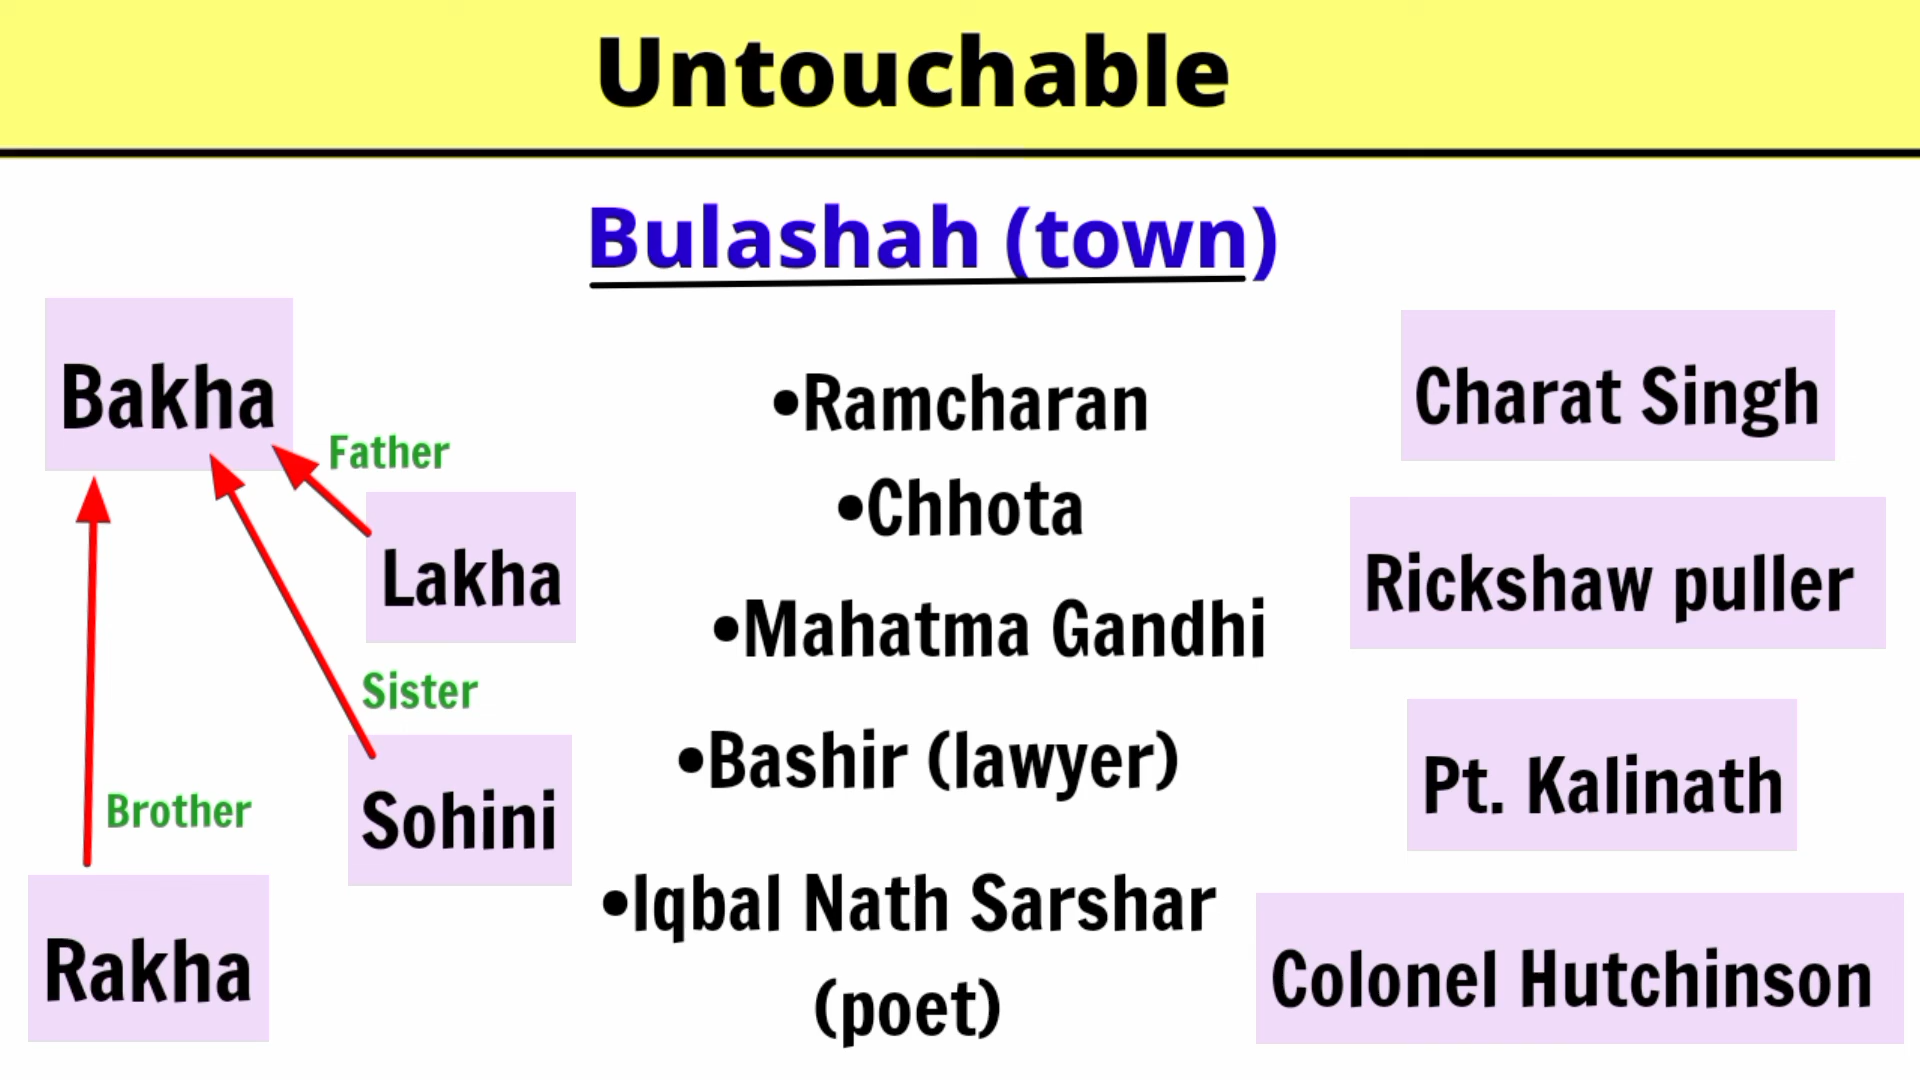 Untouchable
Bulashah (town)
Bakha
Father
Lakha
Sister
Sohini
Brother
Rakha
•Ramcharan
•Chhota
•Mahatma Gandhi
•Bashir (lawyer)
•Iqbal Nath Sarshar
(poet)
Charat Singh
Rickshaw puller
Pt. Kalinath
Colonel Hutchinson